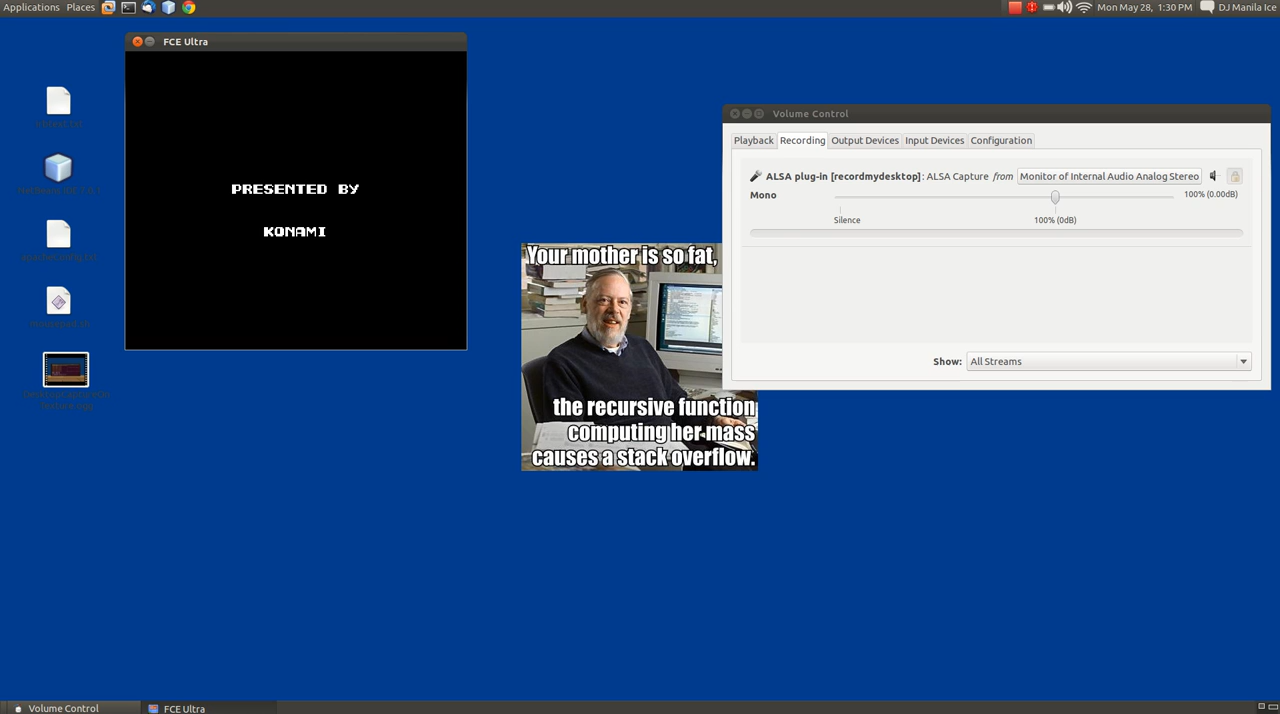 Applications Places
Mon May 28, 1:30 PM
DJ Manila Ice
FCE Ultra
PRESENTED BY
KONAMI
Volume Control
Playback Recording Output Devices Input Devices Configuration
ALSA plug-in [recordmydesktop]: ALSA Capture from Monitor of Internal Audio Analog Stereo
Mono
100% (0.00dB)
Silence
100% (0dB)
Show: All Streams
Your mother is so fat,
the recursive function
computing her mass
causes a stack overflow.
Volume Control
FCE Ultra